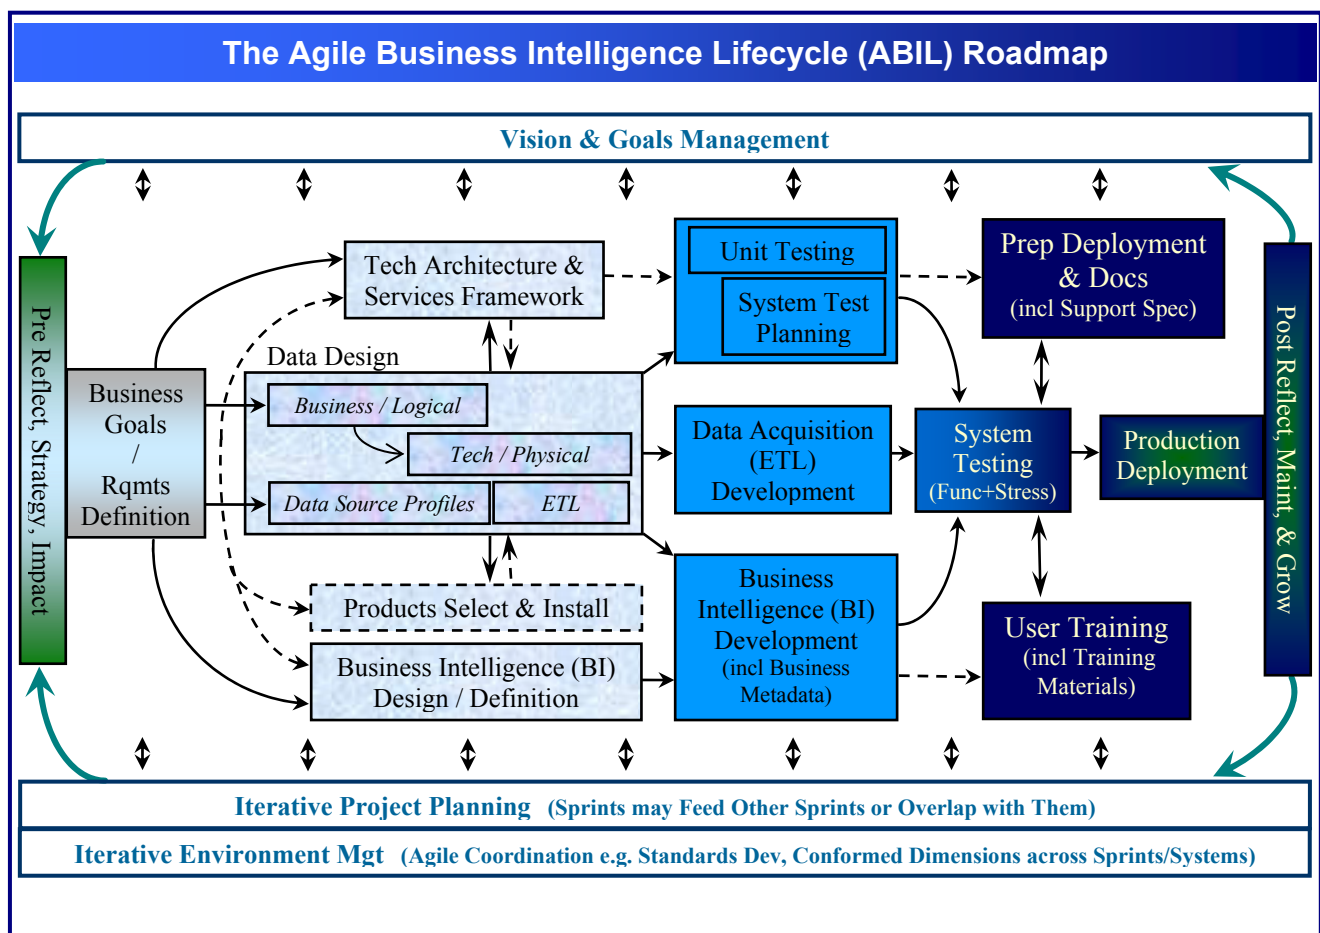 The Agile Business Intelligence Lifecycle (ABIL) Roadmap
Vision & Goals Management
Pre Reflect, Strategy, Impact
Business
Goals
/
Rqmts
Definition
Tech Architecture &
Services Framework
Data Design
Business / Logical
Tech / Physical
Data Source Profiles
ETL
Products Select & Install
Business Intelligence (BI)
Design / Definition
Unit Testing
System Test
Planning
Data Acquisition
(ETL)
Development
Business
Intelligence (BI)
Development
(incl Business
Metadata)
Prep Deployment
& Docs
(incl Support Spec)
System
Testing
(Func+Stress)
User Training
(incl Training
Materials)
Production
Deployment
Post Reflect, Maint, & Grow
Iterative Project Planning (Sprints may Feed Other Sprints or Overlap with Them)
Iterative Environment Mgt (Agile Coordination e.g. Standards Dev, Conformed Dimensions across Sprints/Systems)